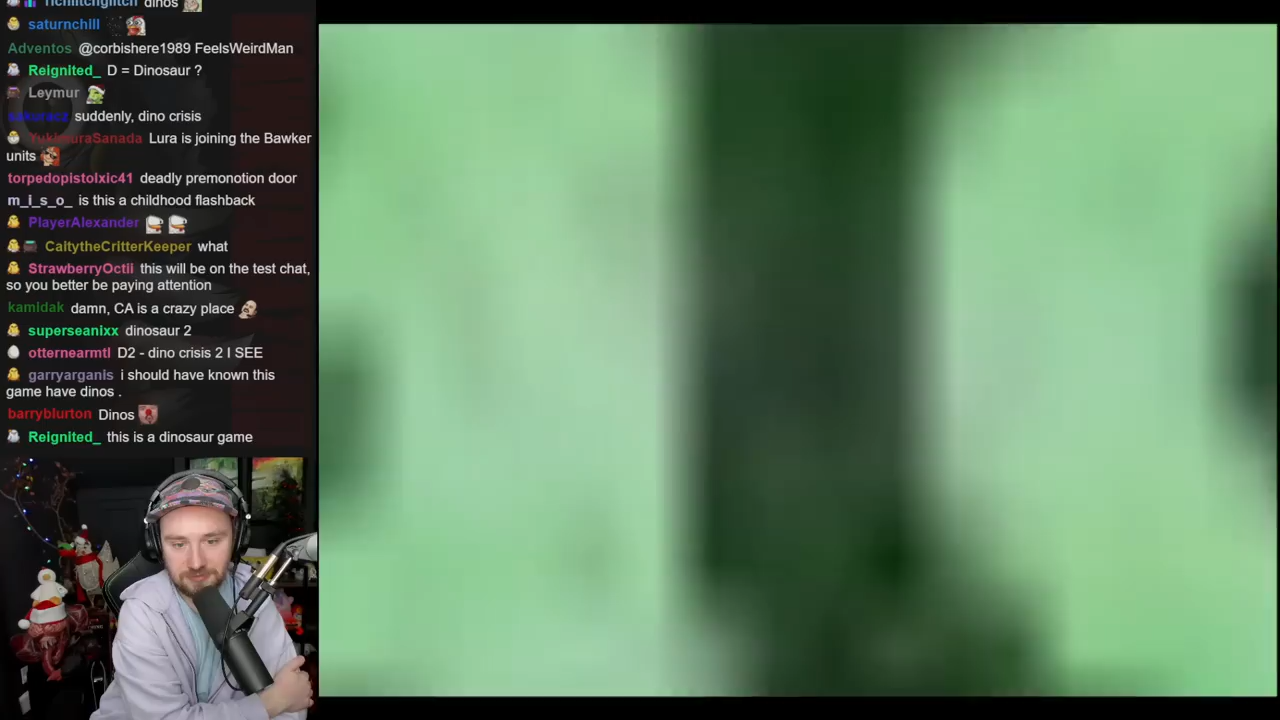 richlitchglitch dinos
saturnchill
Adventos @corbishere1989 FeelsWeirdMan
Reignited_ D = Dinosaur ?
Leymur
suddenly, dino crisis
YukimuraSanada Lura is joining the Bawker
units
torpedopistolxic41 deadly premonotion door
m_i_s_o_ is this a childhood flashback
PlayerAlexander
CaitytheCritterKeeper what
StrawberryOctli this will be on the test chat,
so you better be paying attention
kamidak damn, CA is a crazy place
superseanixx dinosaur 2
otternearmtl D2 - dino crisis 2 I SEE
garryarganis i should have known this
game have dinos .
barryblurton Dinos
Reignited_ this is a dinosaur game